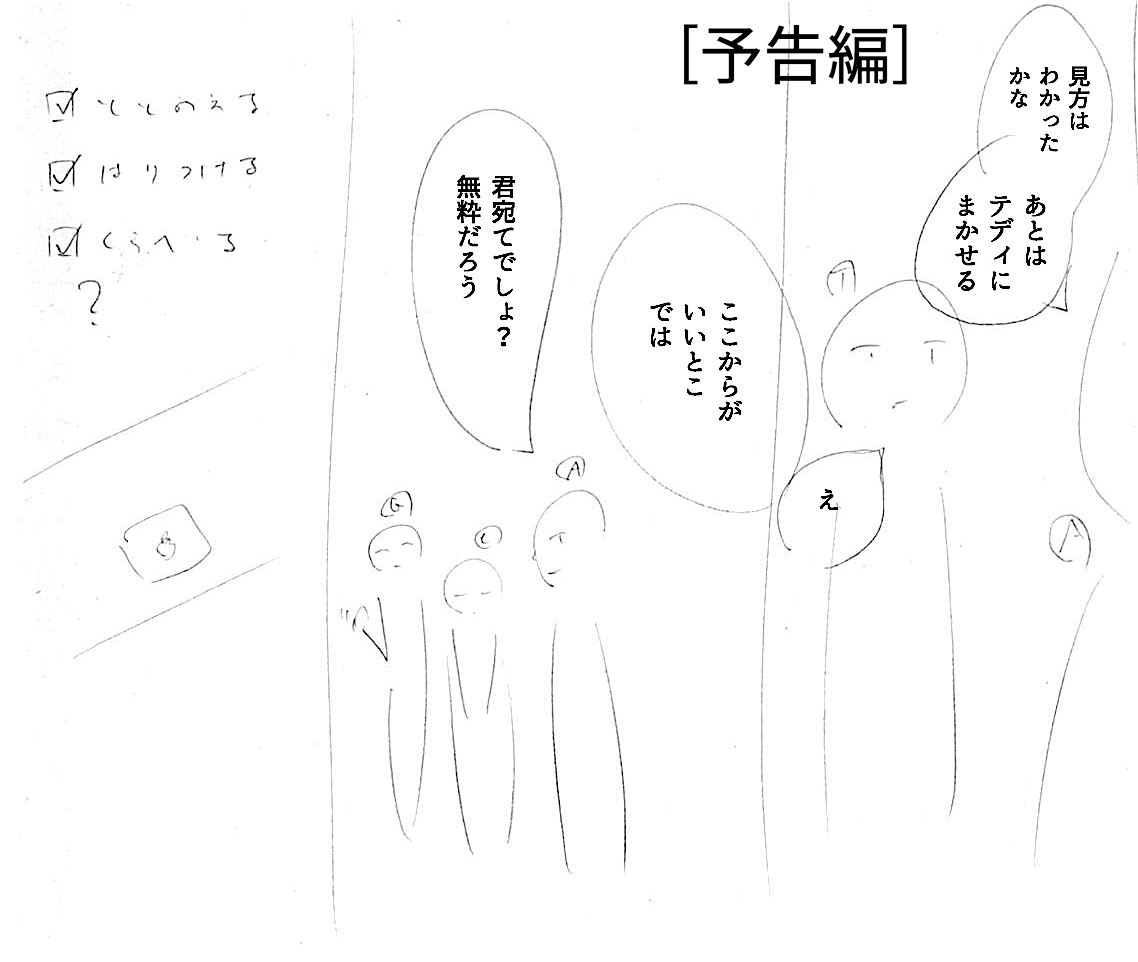 [予告編]
見方は
わかった
かな
あとは
テディに
まかせる
T
え
A
ここからが
いいとこ
では
君宛てでしょ？
無粋だろう
A
C
G
ととのえる
はりつける
くらべる
?